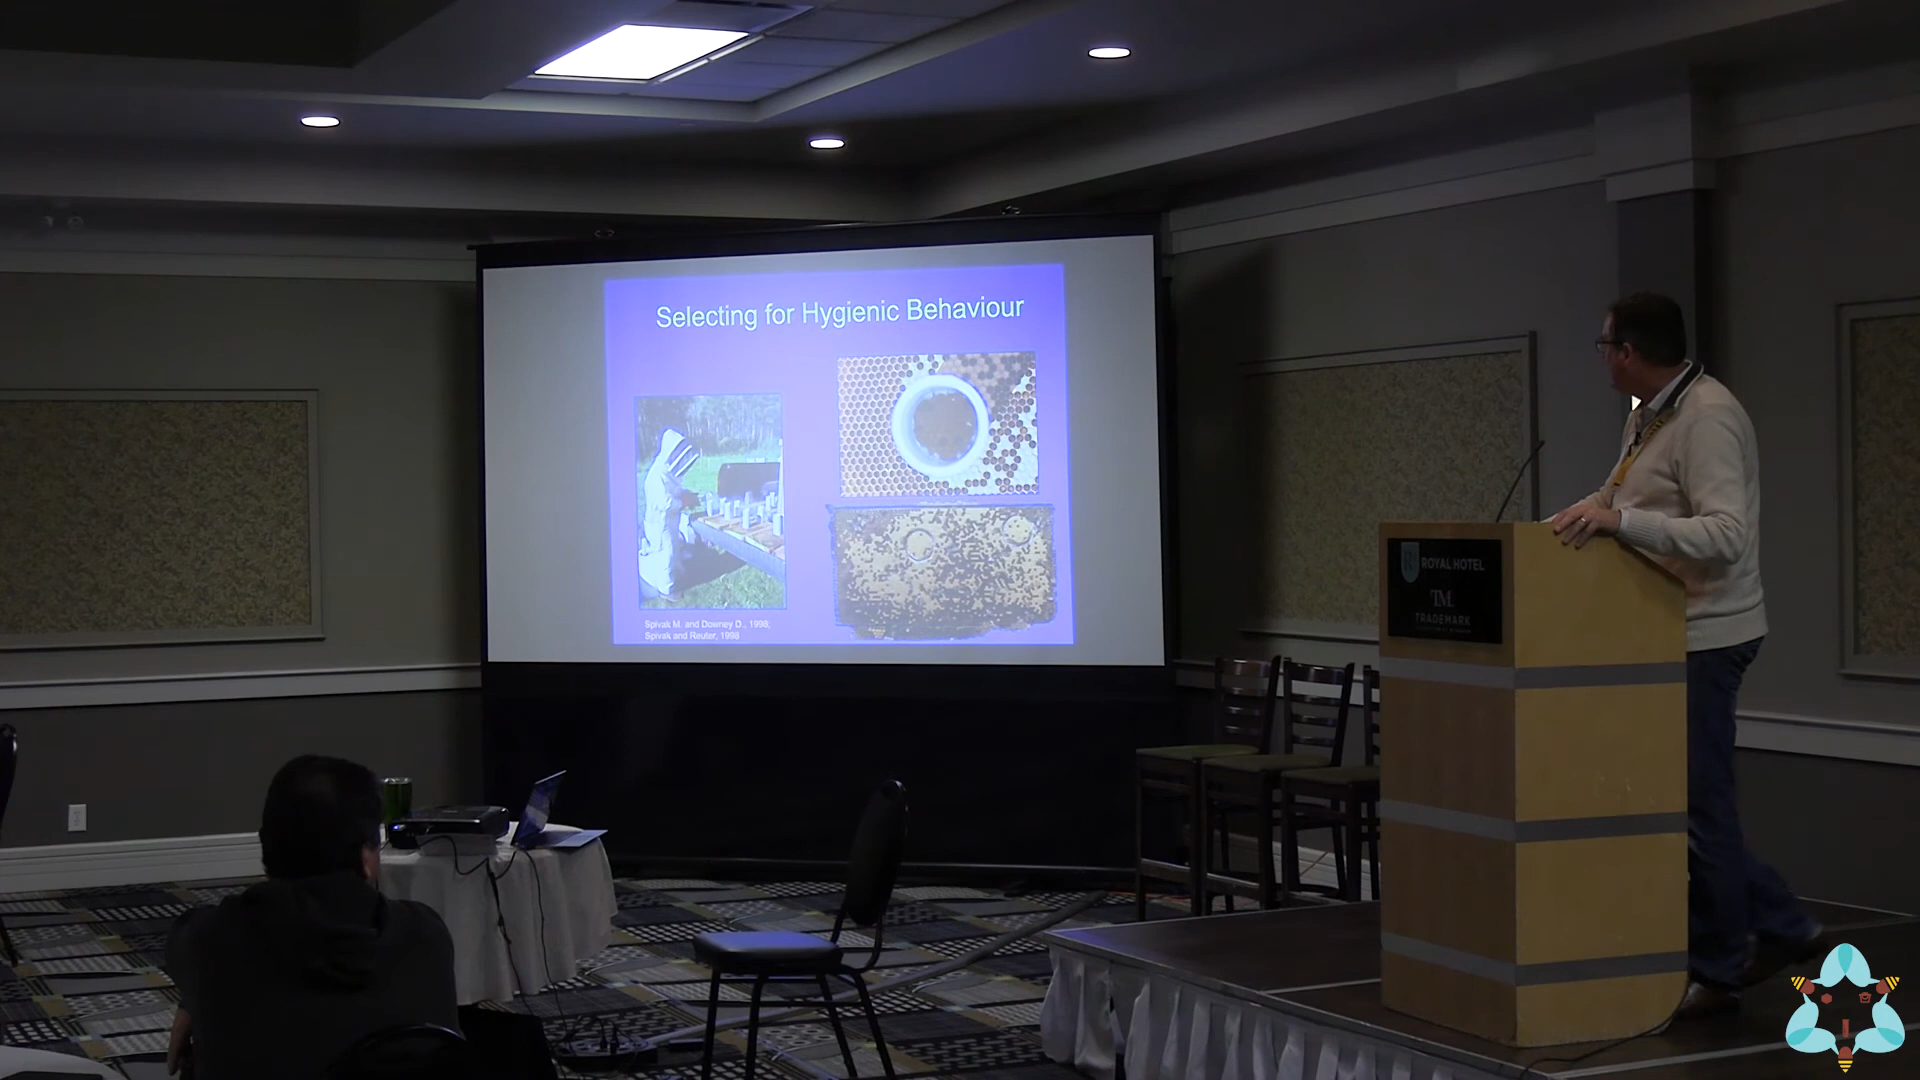 Selecting for Hygienic Behaviour
Spivak M. and Downey D., 1998;
Spivak and Reuter, 1998
ROYAL HOTEL
TM.
TRADEMARK